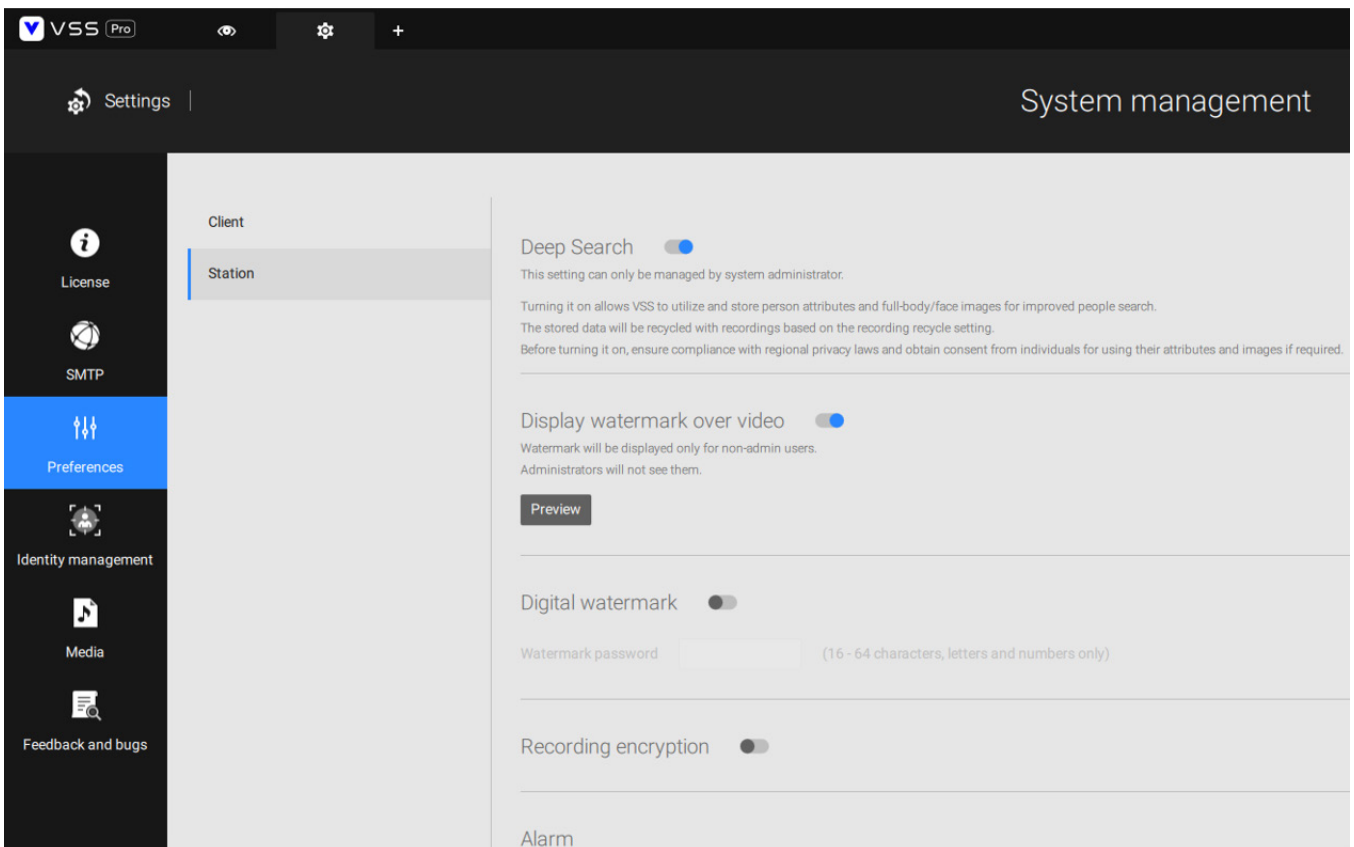 VSS Pro
+
Settings
System management
License
SMTP
Preferences
Identity management
Media
Feedback and bugs
Client
Station
Deep Search
This setting can only be managed by system administrator.
Turning it on allows VSS to utilize and store person attributes and full-body/face images for improved people search.
The stored data will be recycled with recordings based on the recording recycle setting.
Before turning it on, ensure compliance with regional privacy laws and obtain consent from individuals for using their attributes and images if required.
Display watermark over video
Watermark will be displayed only for non-admin users.
Administrators will not see them.
Preview
Digital watermark
Watermark password (16 - 64 characters, letters and numbers only)
Recording encryption
Alarm